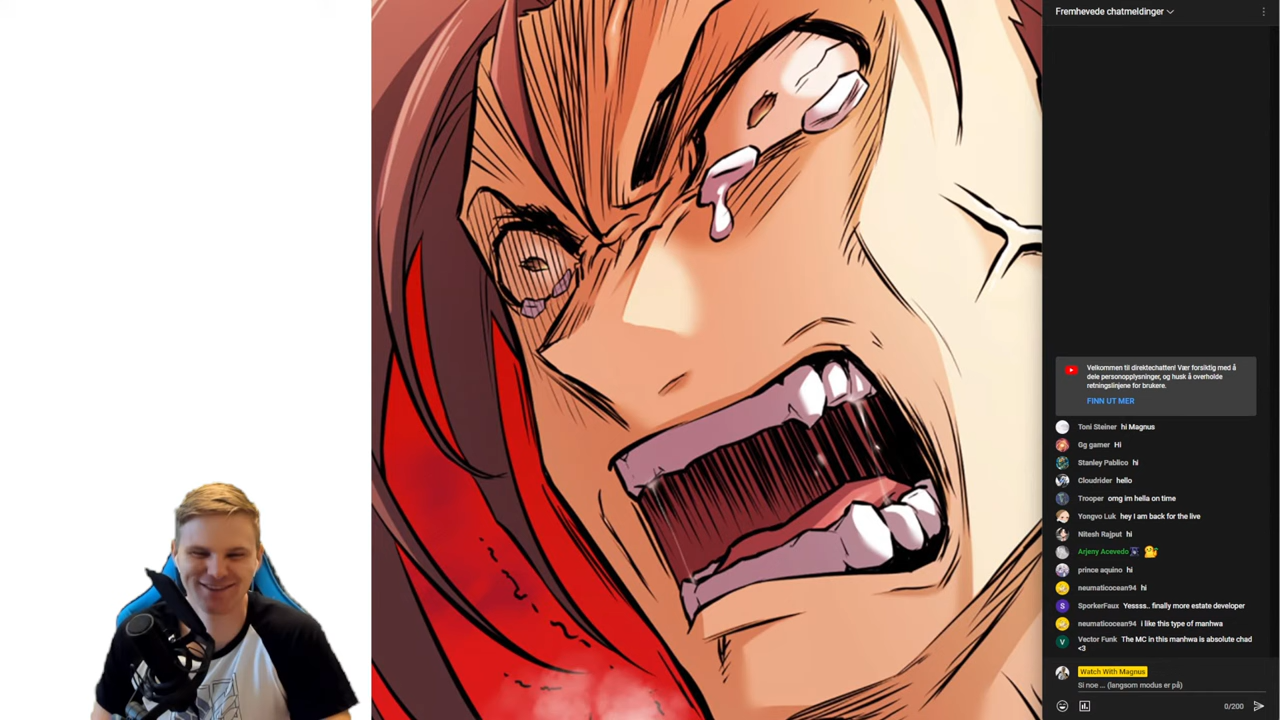 Fremhevede chatmeldinger
Velkommen til direktechatten! Vær forsiktig med å
dele personopplysninger, og husk å overholde
retningslinjene for brukere.
FINN UT MER
Toni Steiner hi Magnus
Gg gamer Hi
Stanley Pablico hi
Cloudrider hello
Trooper omg im hella on time
Yongvo Luk hey I am back for the live
Nitesh Rajput hi
Arjeny Acevedo
prince aquino hi
neumaticocean94 hi
S SporkerFaux Yessss.. finally more estate developer
neumaticocean94 i like this type of manhwa
V Vector Funk The MC in this manhwa is absolute chad
<3
Watch With Magnus
Si noe ... (langsom modus er på)
0/200